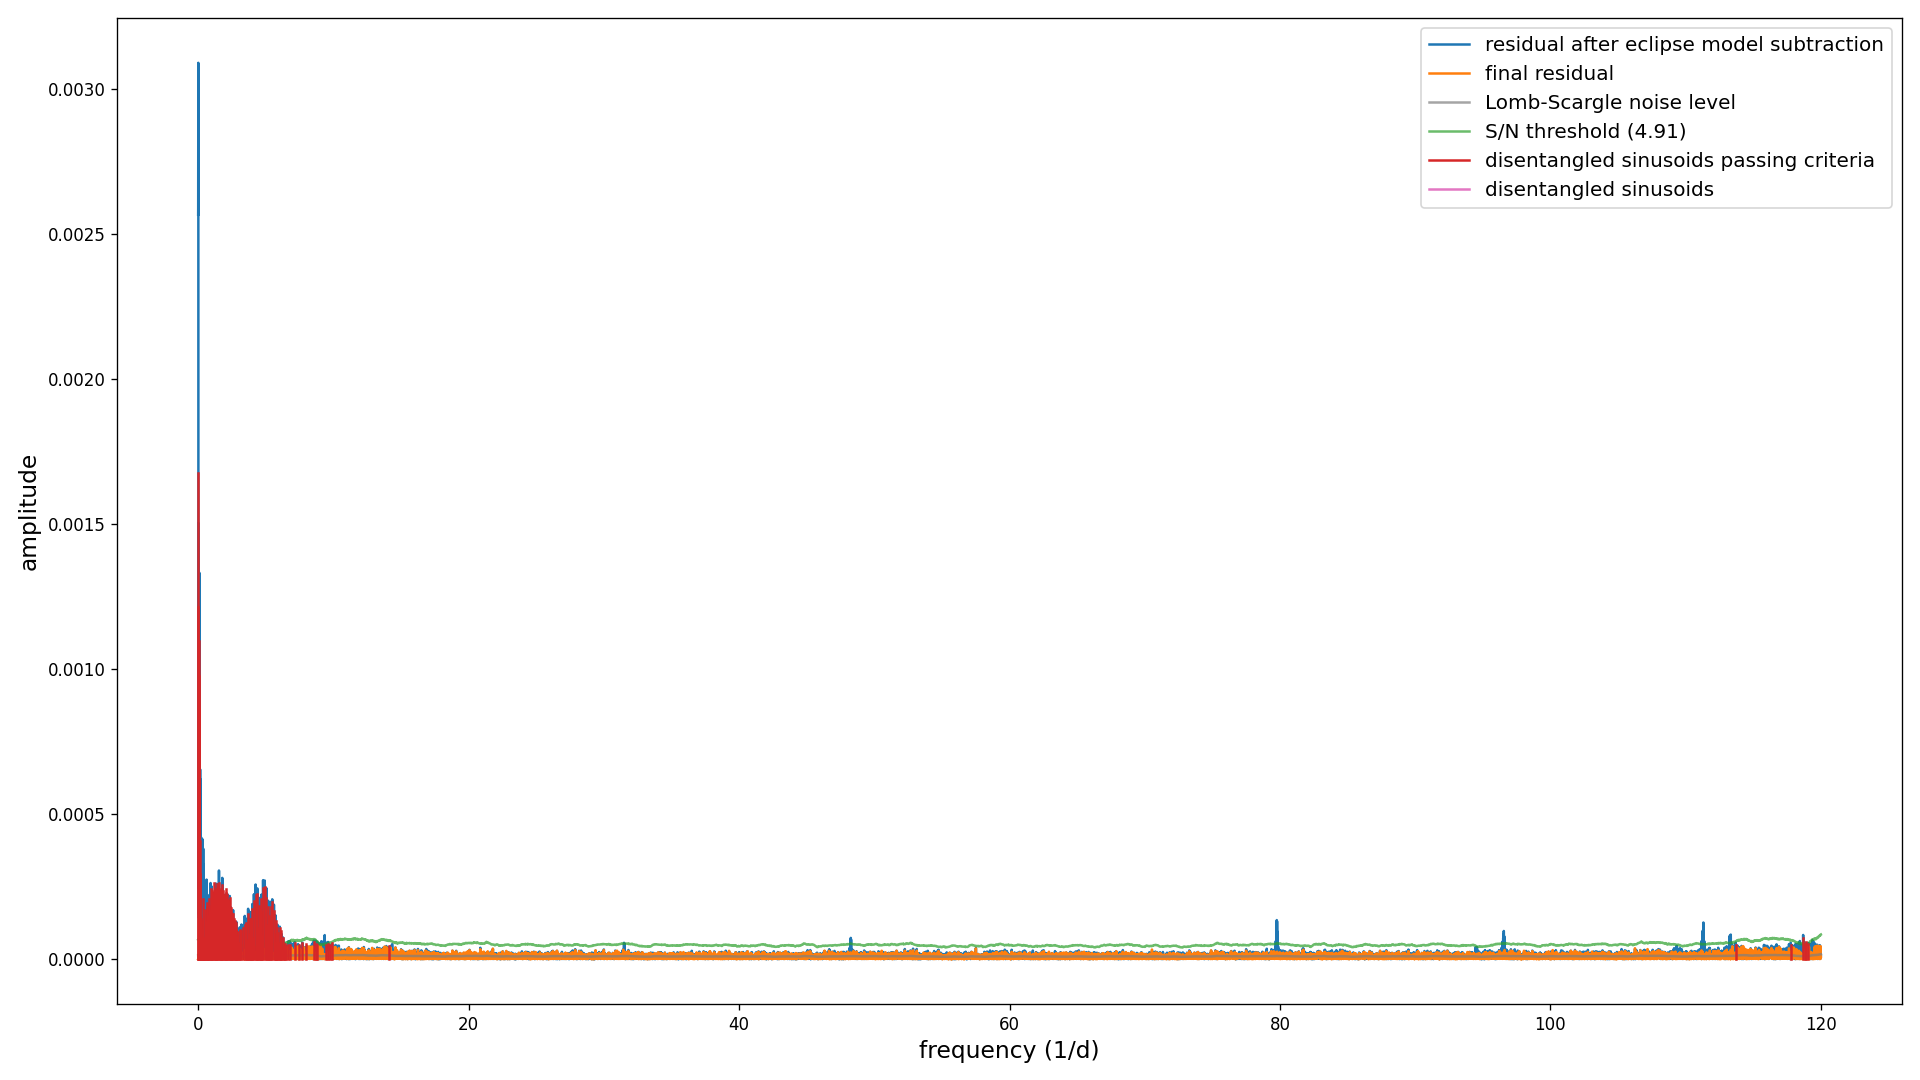 residual after eclipse model subtraction
final residual
Lomb-Scargle noise level
S/N threshold (4.91)
disentangled sinusoids passing criteria
disentangled sinusoids
0.0030
0.0025
0.0020
0.0015
0.0010
0.0005
0.0000
amplitude
0 20 40 60 80 100 120
frequency (1/d)